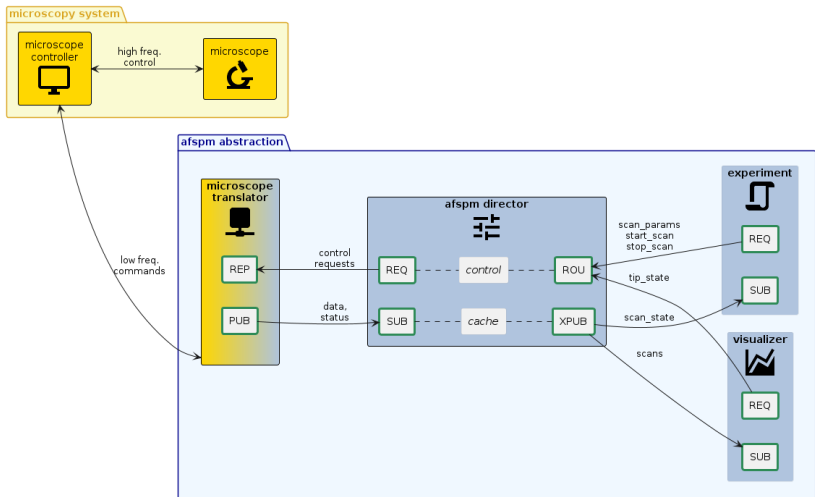 microscopy system
microscope
controller
high freq.
control
microscope
afspm abstraction
microscope
translator
REP
PUB
low freq.
commands
control
requests
data,
status
afspm director
REQ
control
ROU
SUB
cache
XPUB
scan_params
start_scan
stop_scan
tip_state
scan_state
scans
experiment
REQ
SUB
visualizer
REQ
SUB